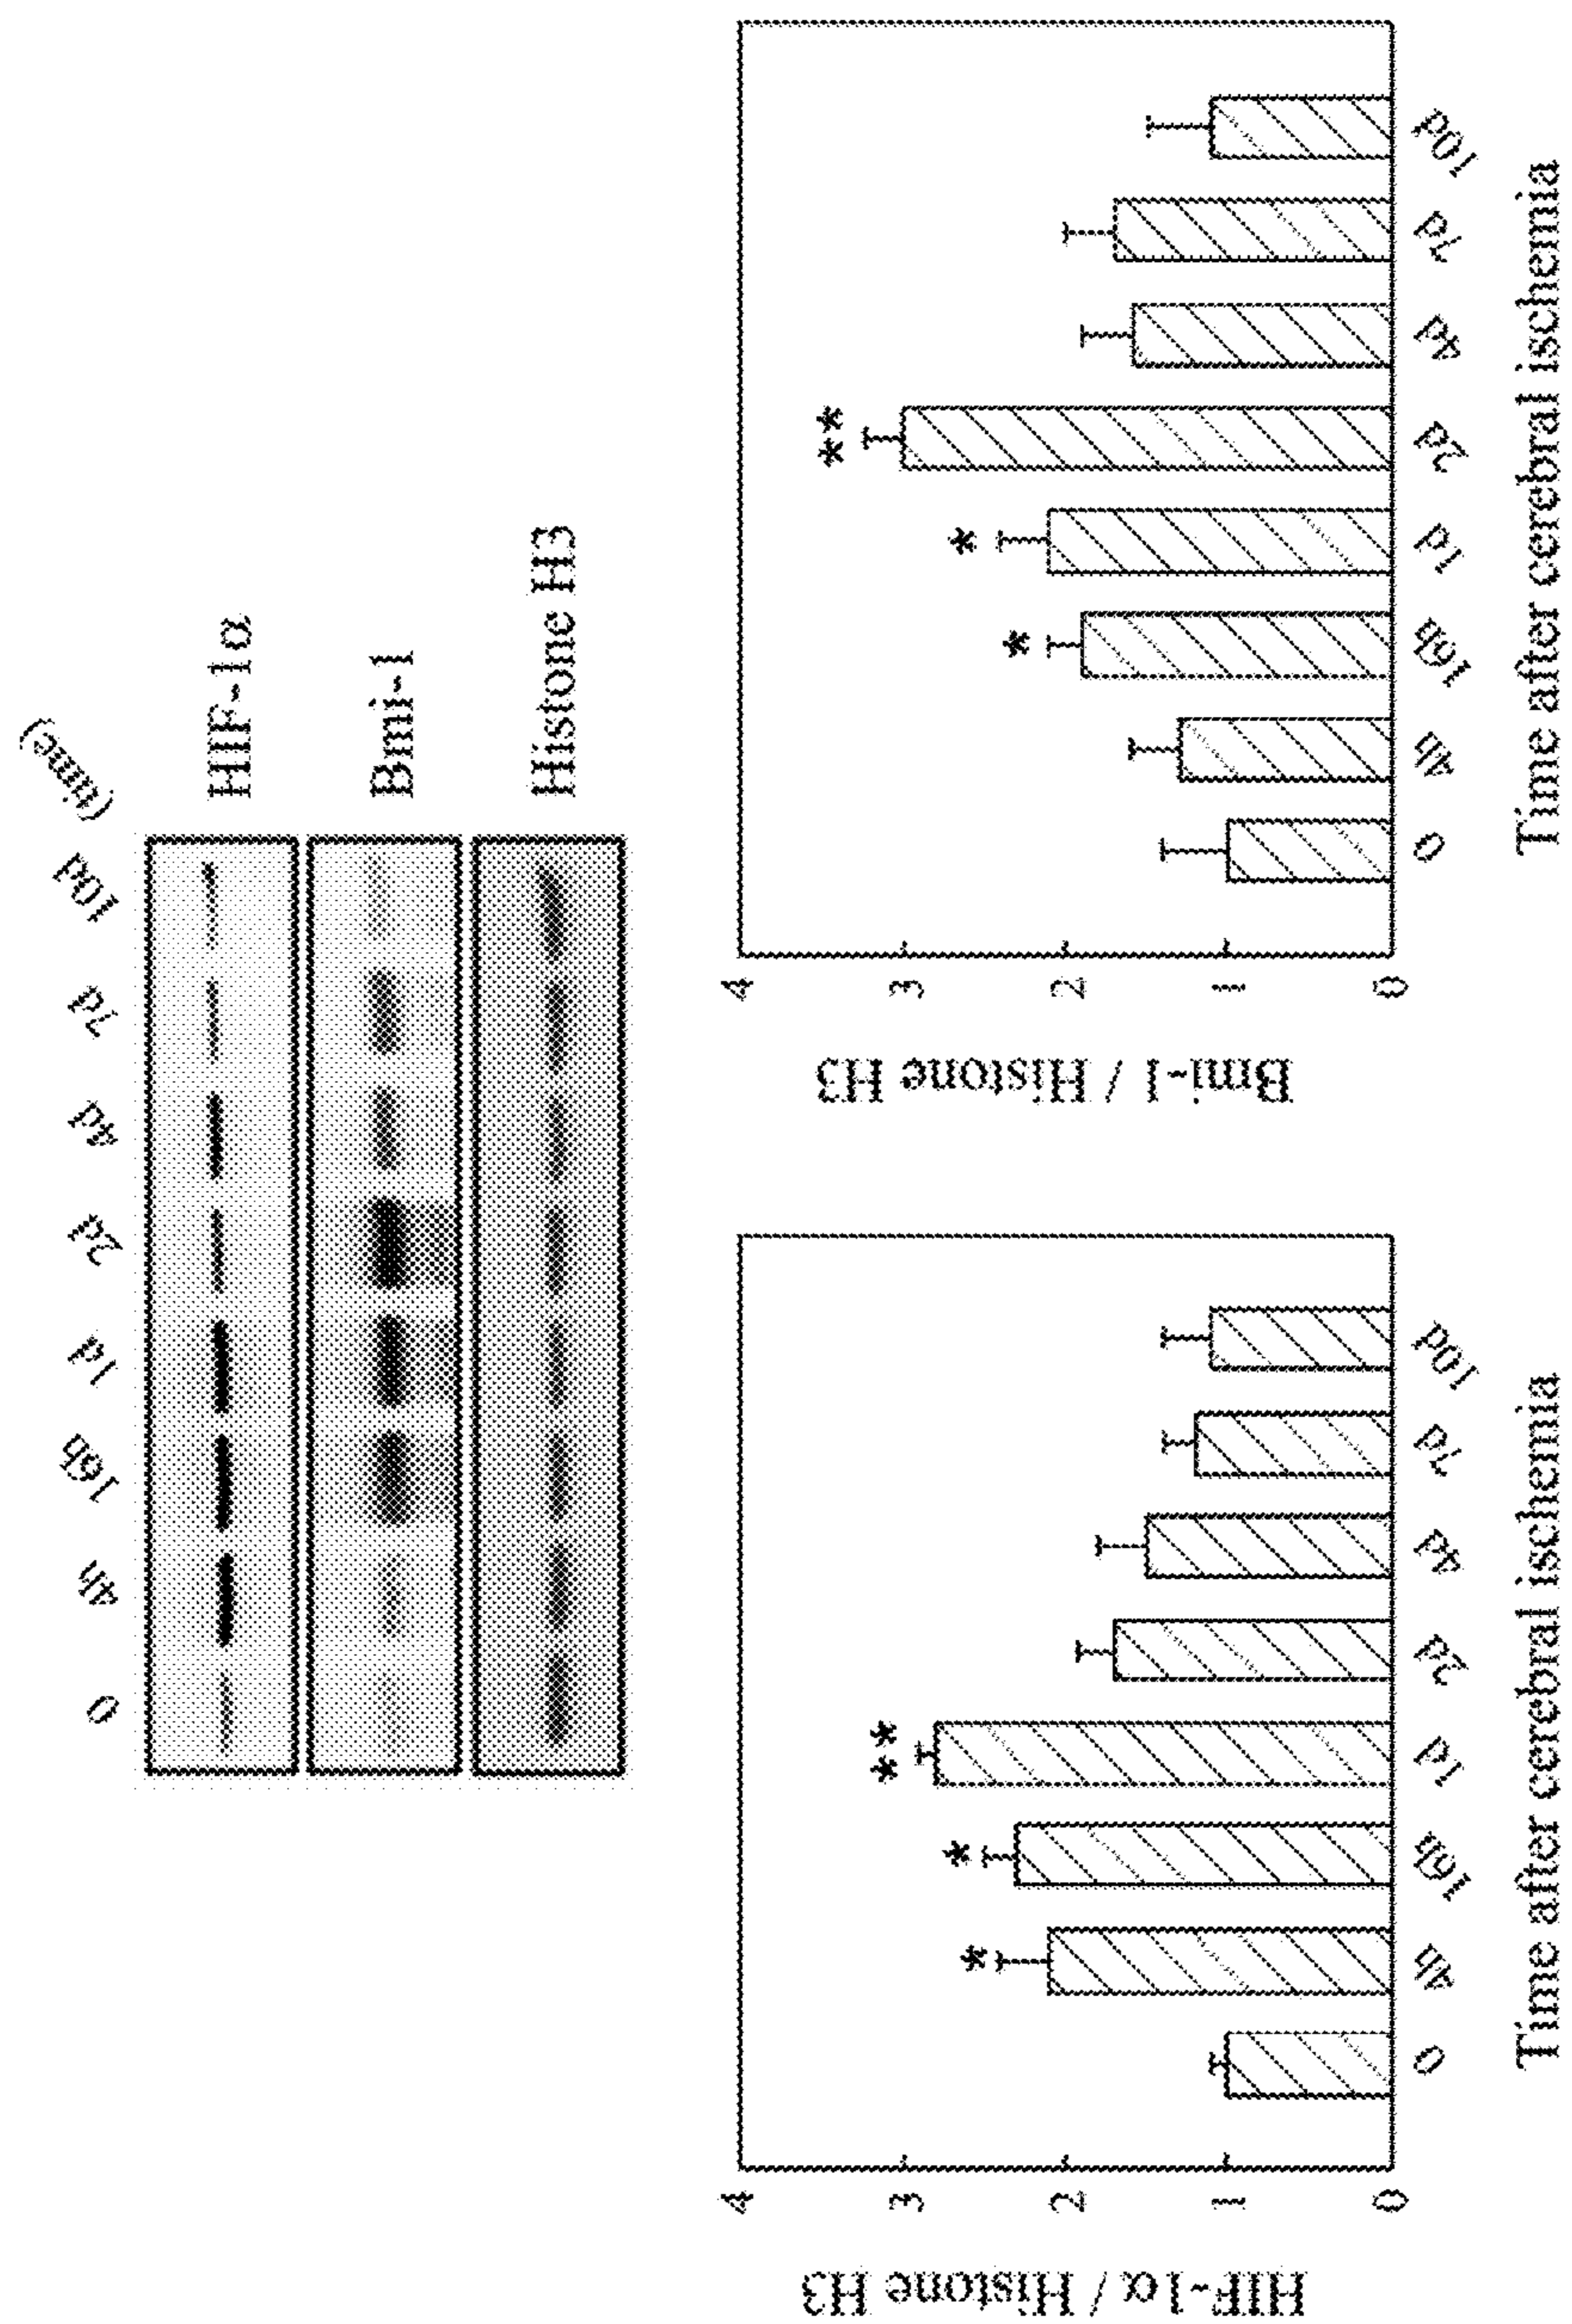 0 4h 16h 1d 2d 4d 7d 10d (time)
HIF-1α
Bmi-1
Histone H3
HIF-1α / Histone H3
4
3
2
1
0
* * **
0 4h 16h 1d 2d 4d 7d 10d
Time after cerebral ischemia
Bmi-1 / Histone H3
4
3
2
1
0
* * **
0 4h 16h 1d 2d 4d 7d 10d
Time after cerebral ischemia